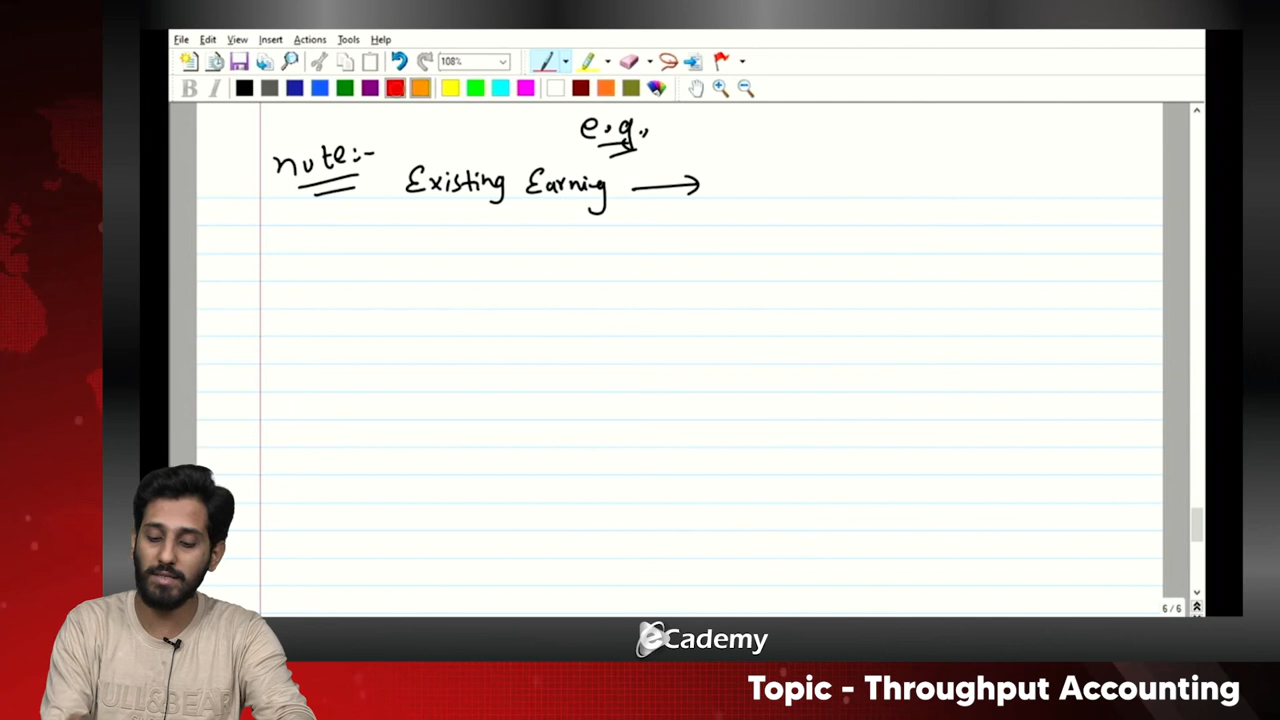 File Edit View Insert Actions Tools Help
108%
B I
e.g.,
note:-
Existing Earning →
6/6
eCademy
Topic - Throughput Accounting